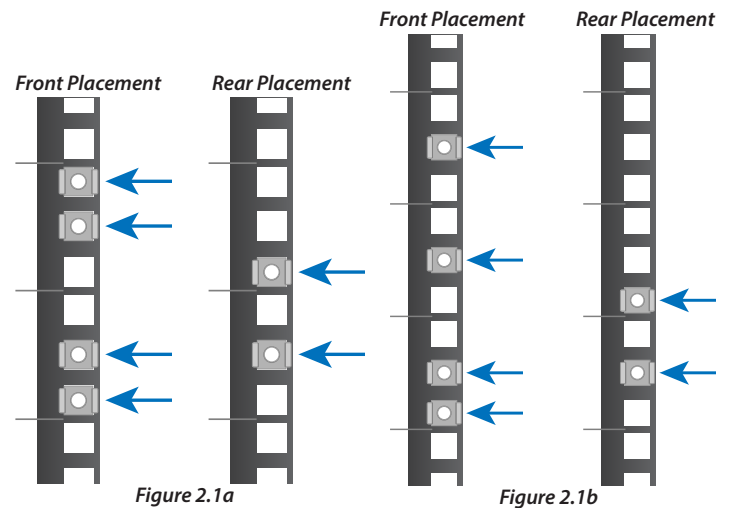 Front Placement
Rear Placement
Front Placement
Rear Placement
Figure 2.1a
Figure 2.1b